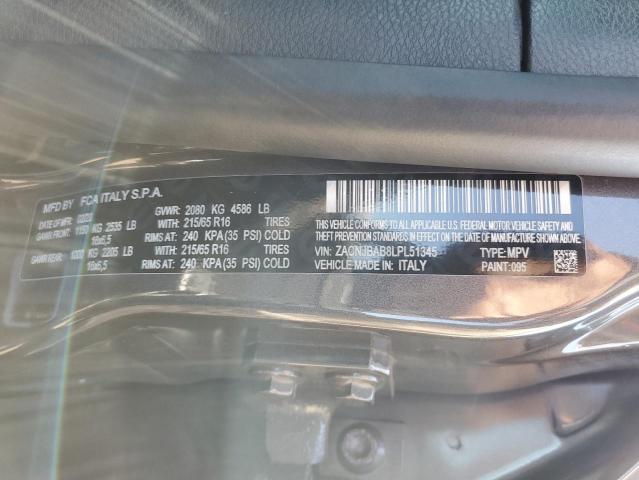 MFD BY FCA ITALY S.P.A.
DATE OF MFD: GVWR: 2080 KG 4586 LB
GAWR FRONT: 1150 KG 2535 LB WITH: 215/65 R16 TIRES
16x6,5 RIMS AT: 240 KPA(35 PSI) COLD
GAWR REAR: 1000 KG 2205 LB WITH: 215/65 R16 TIRES
16x6,5 RIMS AT: 240 KPA(35 PSI) COLD
THIS VEHICLE CONFORMS TO ALL APPLICABLE U.S. FEDERAL MOTOR VEHICLE
SAFETY, BUMPER, AND THEFT PREVENTION STANDARDS IN EFFECT
ON THE DATE OF MANUFACTURE SHOWN ABOVE.
VIN: ZACNJBAB8LPL51345 TYPE: MPV
VEHICLE MADE IN: ITALY PAINT: 095